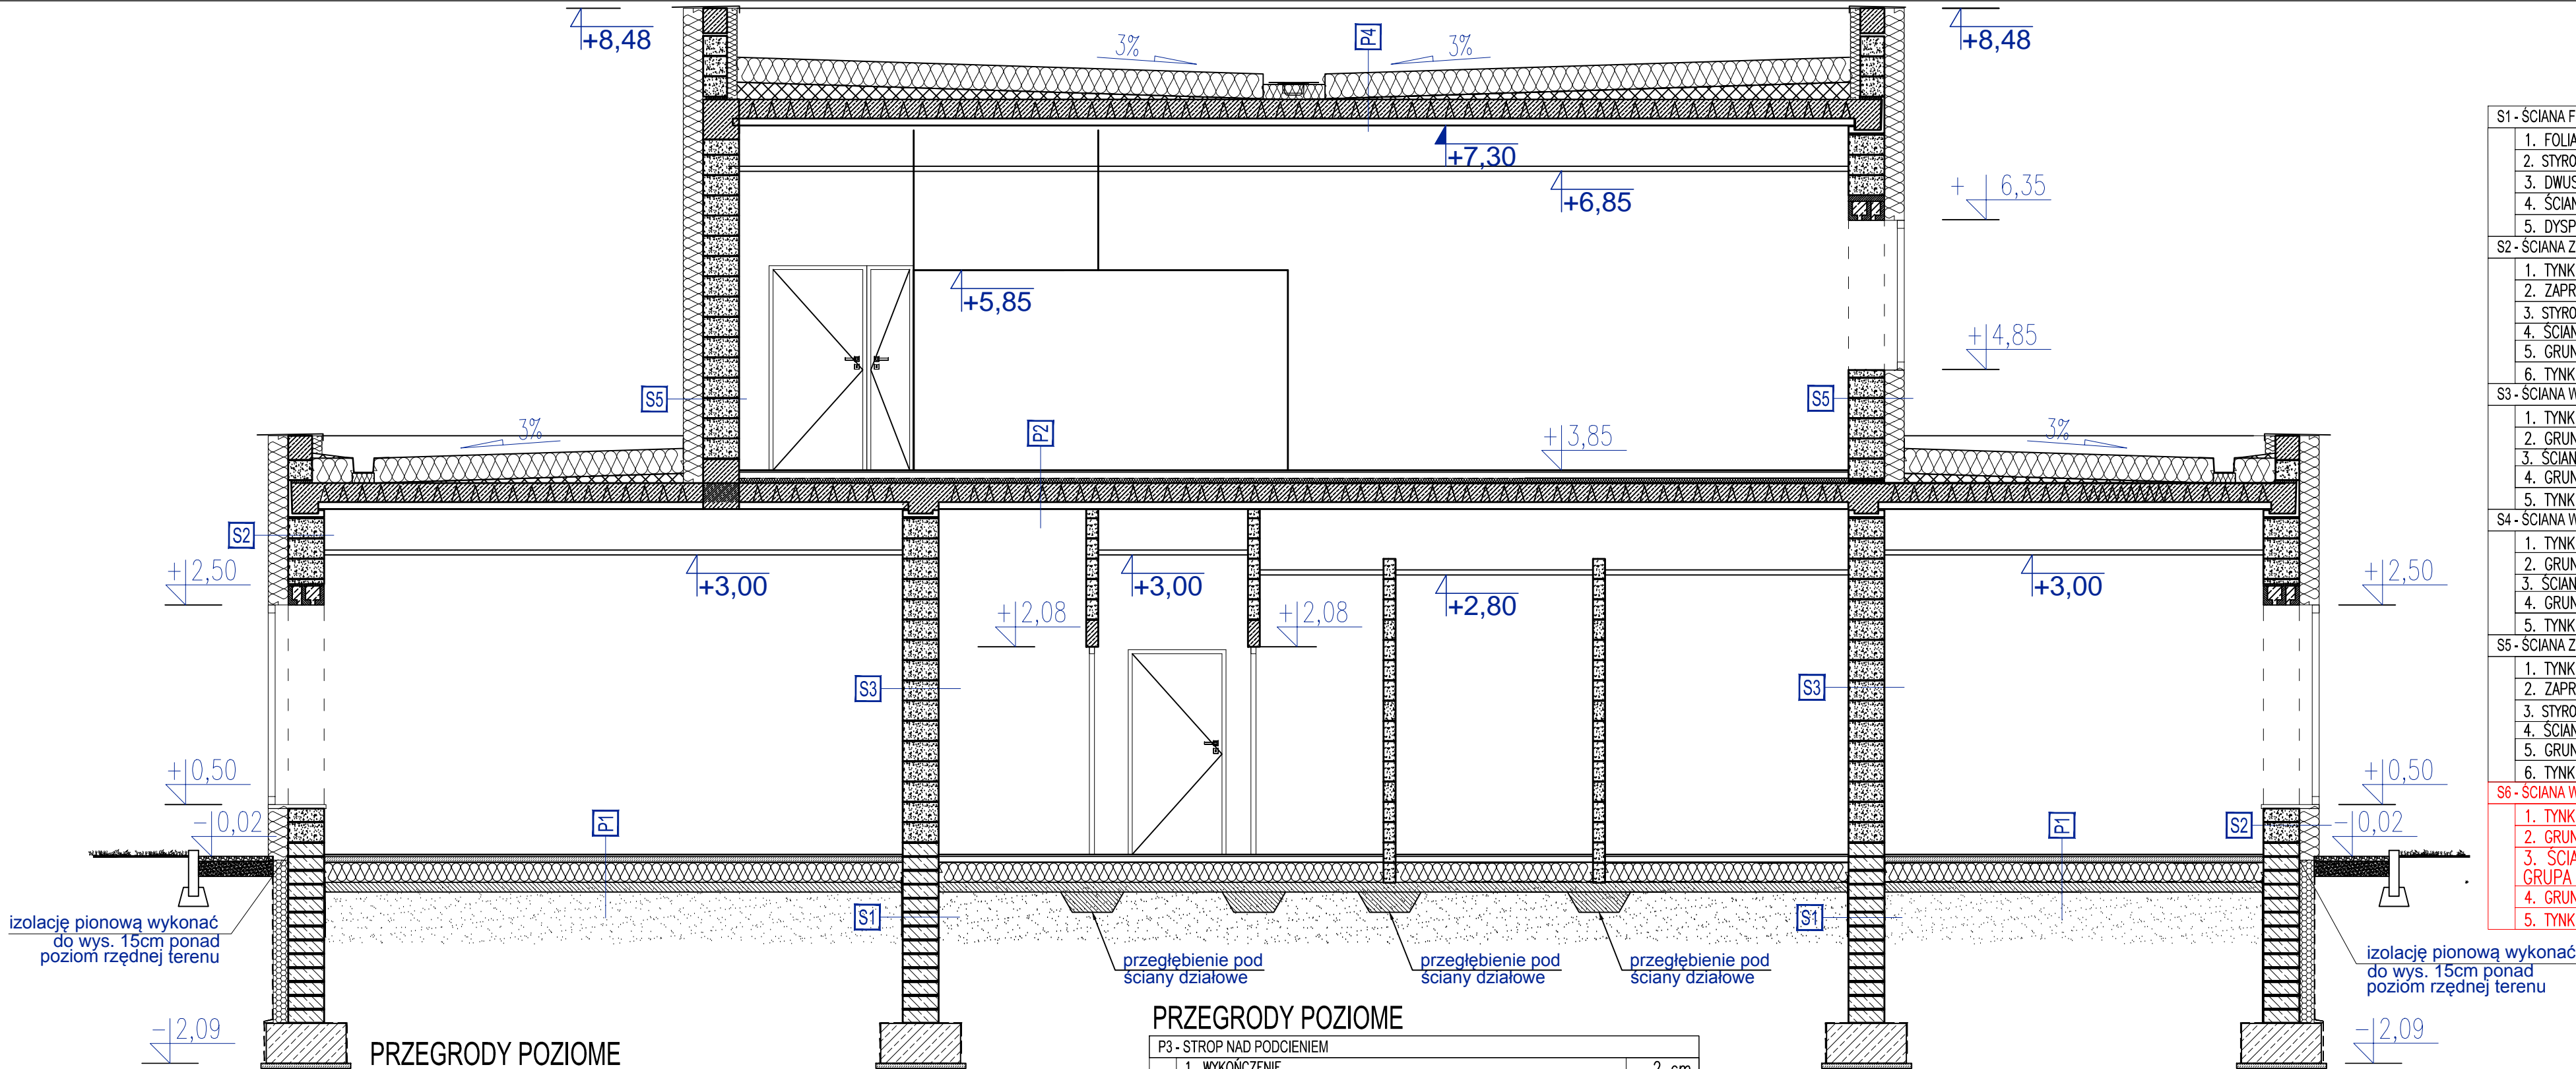 +8,48
+8,48
3%
P4
3%
+7,30
+6,85
+ 6,35
+5,85
+4,85
S5
S5
3%
P2
+3,85
3%
S2
+2,50
+3,00
+3,00
+2,80
+3,00
+2,50
+2,08
+2,08
S3
S3
+0,50
+0,50
-0,02
P1
P1
S2
-0,02
S1
S1
izolację pionową wykonać
do wys. 15cm ponad
poziom rzędnej terenu
przegłębienie pod
ściany działowe
przegłębienie pod
ściany działowe
przegłębienie pod
ściany działowe
izolację pionową wykonać
do wys. 15cm ponad
poziom rzędnej terenu
-2,09
-2,09
PRZEGRODY POZIOME
PRZEGRODY POZIOME
P3 - STROP NAD PODCIENIEM
1. WYKOŃCZENIE 2 cm
S1 - ŚCIANA F
1. FOLIA
2. STYRO
3. DWUS
4. ŚCIAN
5. DYSP
S2 - ŚCIANA Z
1. TYNK
2. ZAPR
3. STYRO
4. ŚCIAN
5. GRUN
6. TYNK
S3 - ŚCIANA W
1. TYNK
2. GRUN
3. ŚCIAN
4. GRUN
5. TYNK
S4 - ŚCIANA W
1. TYNK
2. GRUN
3. ŚCIAN
4. GRUN
5. TYNK
S5 - ŚCIANA Z
1. TYNK
2. ZAPR
3. STYRO
4. ŚCIAN
5. GRUN
6. TYNK
S6 - ŚCIANA W
1. TYNK
2. GRUN
3. ŚCIA
GRUPA
4. GRUN
5. TYNK